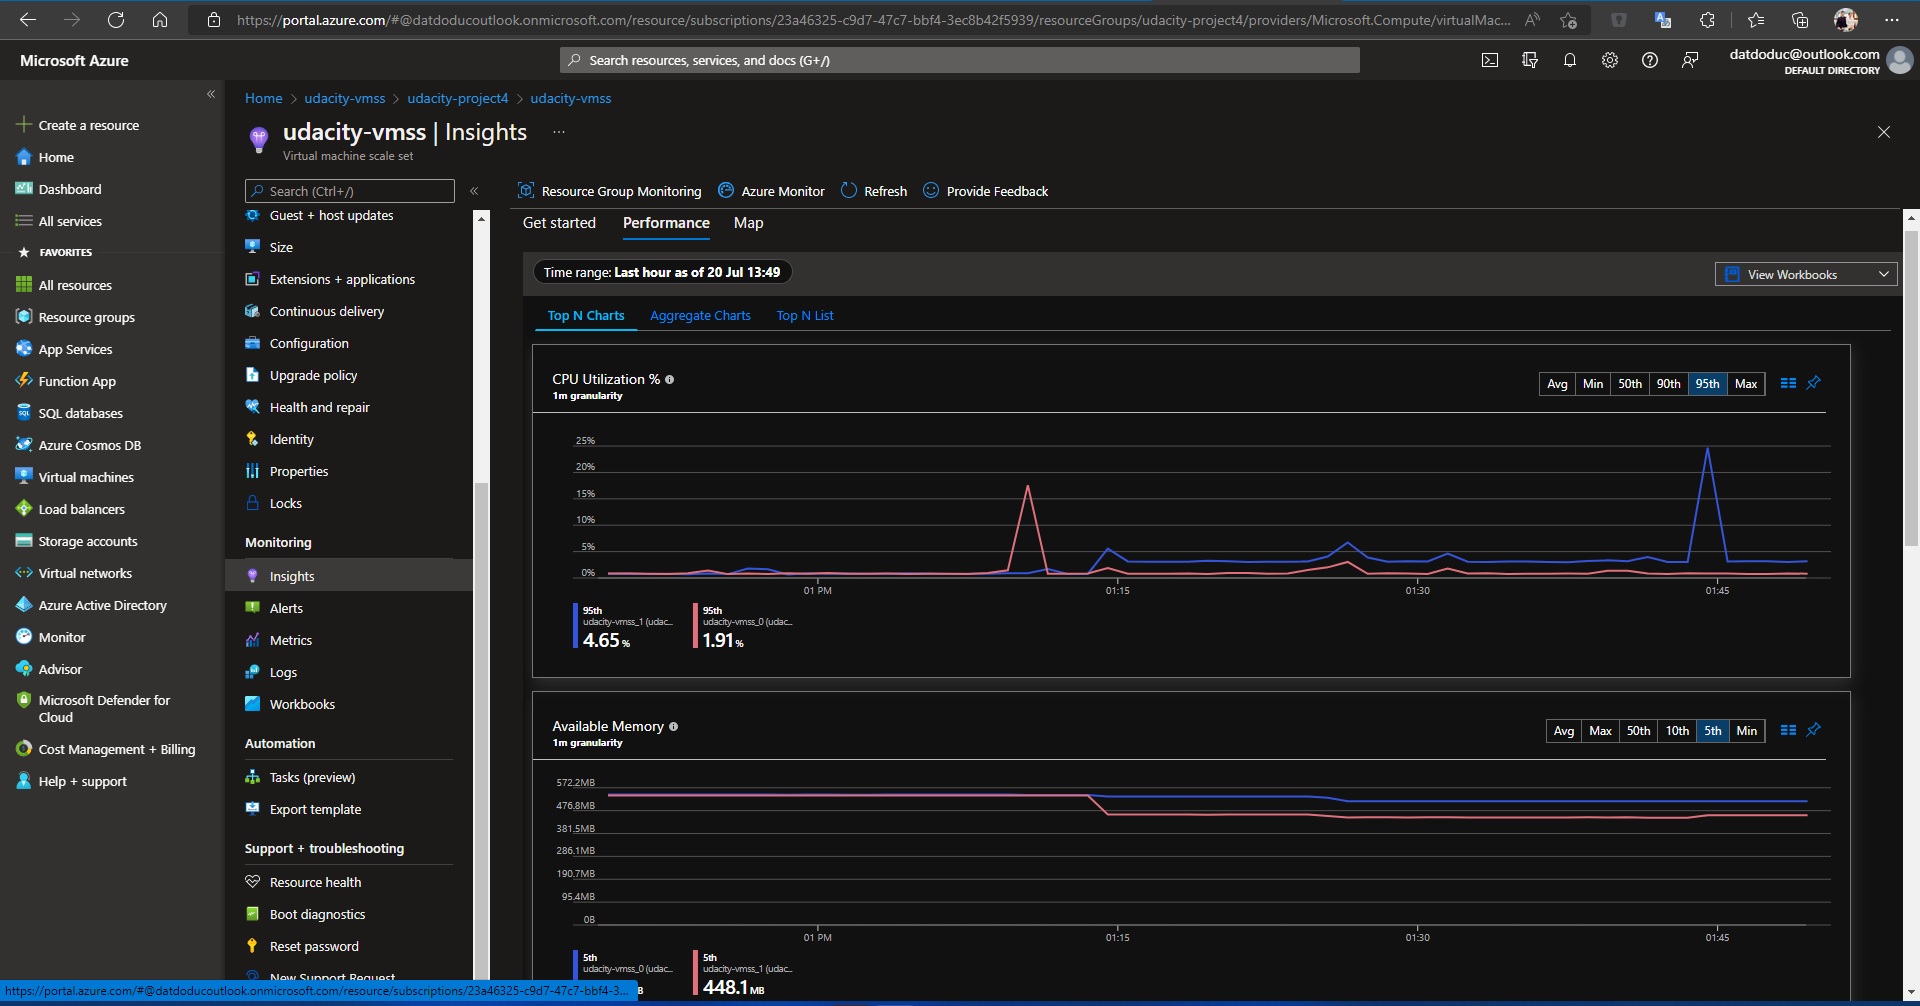 https://portal.azure.com/#@datdoducoutlook.onmicrosoft.com/resource/subscriptions/23a46325-c9d7-47c7-bbf4-3ec8b42f5939/resourceGroups/udacity-project4/providers/Microsoft.Compute/virtualMac...
Microsoft Azure
Search resources, services, and docs (G+/)
datdoduc@outlook.com
DEFAULT DIRECTORY
Create a resource
Home
Dashboard
All services
FAVORITES
All resources
Resource groups
App Services
Function App
SQL databases
Azure Cosmos DB
Virtual machines
Load balancers
Storage accounts
Virtual networks
Azure Active Directory
Monitor
Advisor
Microsoft Defender for
Cloud
Cost Management + Billing
Help + support
Home > udacity-vmss > udacity-project4 > udacity-vmss
udacity-vmss | Insights ...
Virtual machine scale set
Search (Ctrl+/)
Guest + host updates
Size
Extensions + applications
Continuous delivery
Configuration
Upgrade policy
Health and repair
Identity
Properties
Locks
Monitoring
Insights
Alerts
Metrics
Logs
Workbooks
Automation
Tasks (preview)
Export template
Support + troubleshooting
Resource health
Boot diagnostics
Reset password
New Support Request
Resource Group Monitoring Azure Monitor Refresh Provide Feedback
Get started Performance Map
Time range: Last hour as of 20 Jul 13:49
View Workbooks
Top N Charts Aggregate Charts Top N List
CPU Utilization %
1m granularity
Avg Min 50th 90th 95th Max
25%
20%
15%
10%
5%
0%
01 PM 01:15 01:30 01:45
95th
udacity-vmss_1 (udac...
4.65 %
95th
udacity-vmss_0 (udac...
1.91 %
Available Memory
1m granularity
Avg Max 50th 10th 5th Min
572.2MB
476.8MB
381.5MB
286.1MB
190.7MB
95.4MB
0B
01 PM 01:15 01:30 01:45
5th
udacity-vmss_0 (udac...
5th
udacity-vmss_1 (udac...
448.1 MB
https://portal.azure.com/#@datdoducoutlook.onmicrosoft.com/resource/subscriptions/23a46325-c9d7-47c7-bbf4-3...